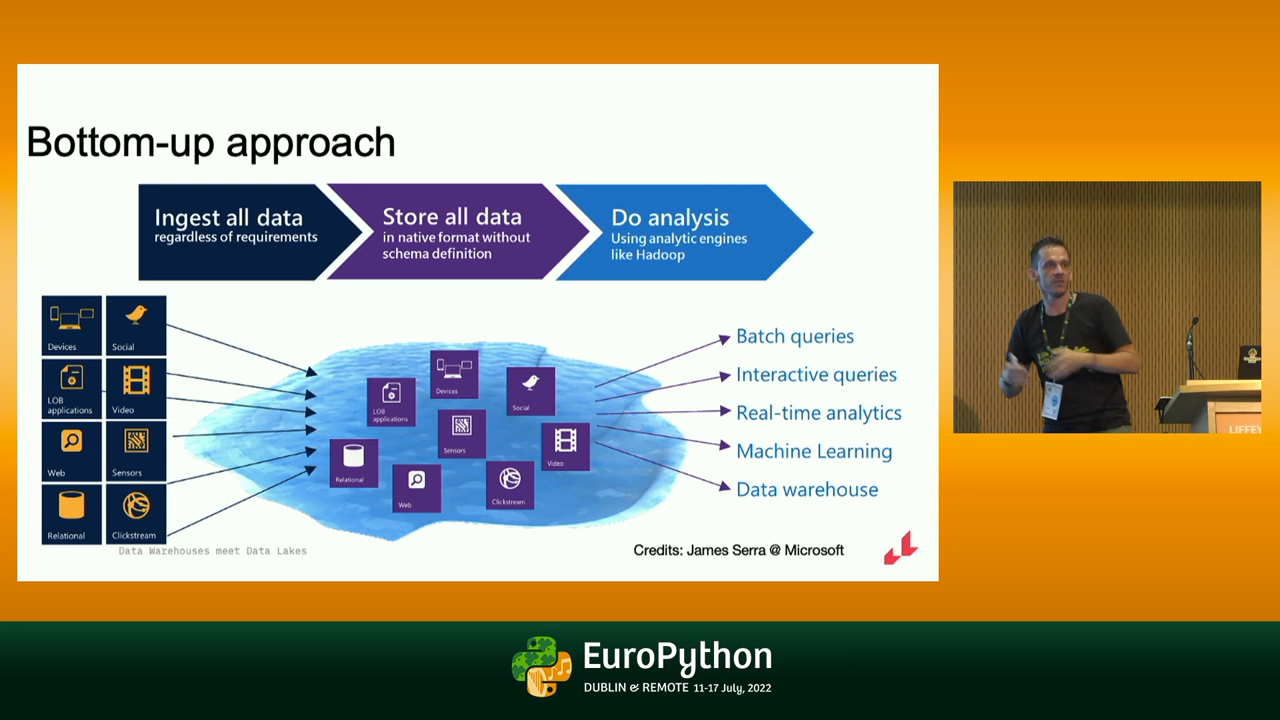 Bottom-up approach
Ingest all data
regardless of requirements
Store all data
in native format without
schema definition
Do analysis
Using analytic engines
like Hadoop
Devices
Social
LOB
applications
Video
Web
Sensors
Relational
Clickstream
Devices
LOB
applications
Social
Sensors
Video
Relational
Web
Clickstream
Batch queries
Interactive queries
Real-time analytics
Machine Learning
Data warehouse
Data Warehouses meet Data Lakes
Credits: James Serra @ Microsoft
LIFFEY
EuroPython
DUBLIN & REMOTE 11-17 July, 2022